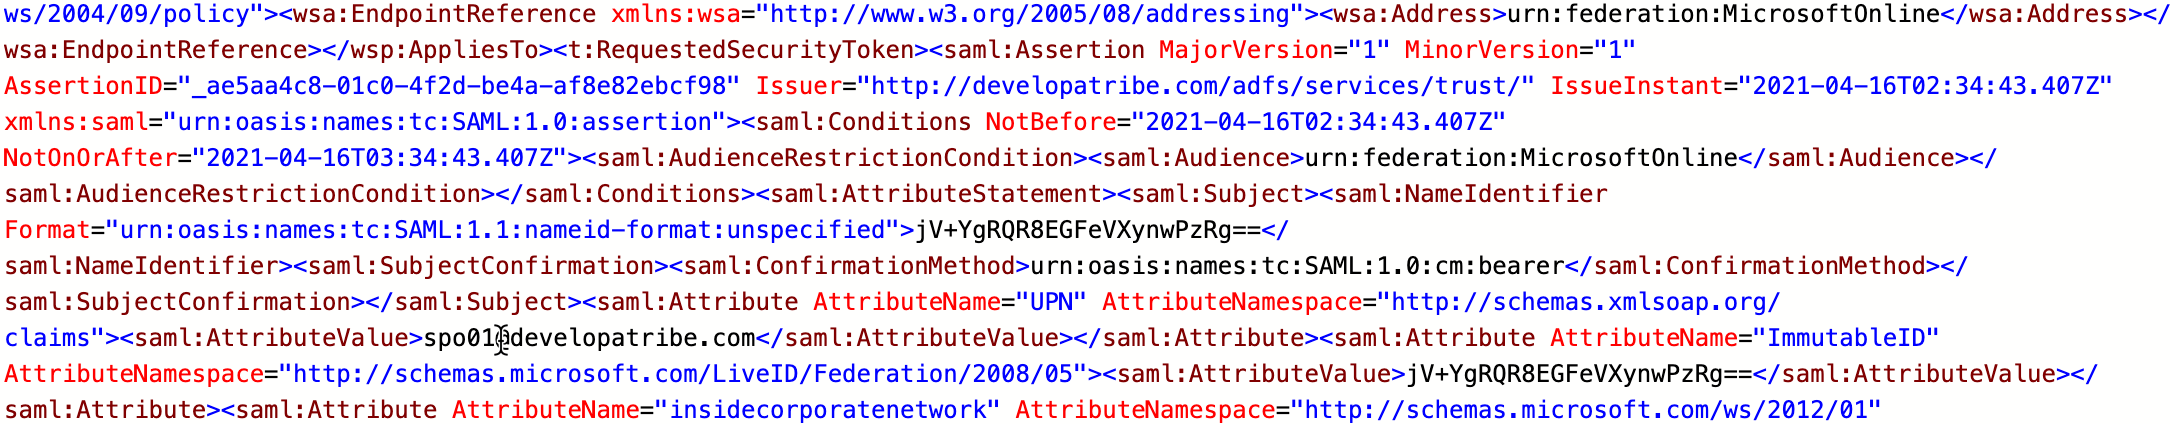 ws/2004/09/policy"><wsa:EndpointReference xmlns:wsa="http://www.w3.org/2005/08/addressing"><wsa:Address>urn:federation:MicrosoftOnline</wsa:Address></
wsa:EndpointReference></wsp:AppliesTo><t:RequestedSecurityToken><saml:Assertion MajorVersion="1" MinorVersion="1"
AssertionID="_ae5aa4c8-01c0-4f2d-be4a-af8e82ebcf98" Issuer="http://developatribe.com/adfs/services/trust/" IssueInstant="2021-04-16T02:34:43.407Z"
xmlns:saml="urn:oasis:names:tc:SAML:1.0:assertion"><saml:Conditions NotBefore="2021-04-16T02:34:43.407Z"
NotOnOrAfter="2021-04-16T03:34:43.407Z"><saml:AudienceRestrictionCondition><saml:Audience>urn:federation:MicrosoftOnline</saml:Audience></
saml:AudienceRestrictionCondition></saml:Conditions><saml:AttributeStatement><saml:Subject><saml:NameIdentifier
Format="urn:oasis:names:tc:SAML:1.1:nameid-format:unspecified">jV+YgRQR8EGFeVXynwPzRg==</
saml:NameIdentifier><saml:SubjectConfirmation><saml:ConfirmationMethod>urn:oasis:names:tc:SAML:1.0:cm:bearer</saml:ConfirmationMethod></
saml:SubjectConfirmation></saml:Subject><saml:Attribute AttributeName="UPN" AttributeNamespace="http://schemas.xmlsoap.org/
claims"><saml:AttributeValue>spo01@developatribe.com</saml:AttributeValue></saml:Attribute><saml:Attribute AttributeName="ImmutableID"
AttributeNamespace="http://schemas.microsoft.com/LiveID/Federation/2008/05"><saml:AttributeValue>jV+YgRQR8EGFeVXynwPzRg==</saml:AttributeValue></
saml:Attribute><saml:Attribute AttributeName="insidecorporatenetwork" AttributeNamespace="http://schemas.microsoft.com/ws/2012/01"